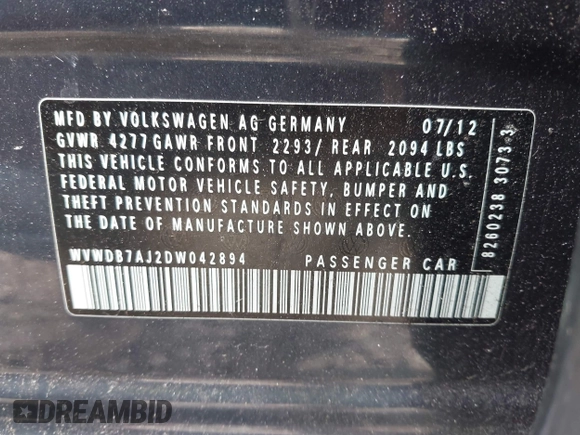 MFD BY VOLKSWAGEN AG GERMANY 07/12
GVWR 4277 GAWR FRONT 2293/ REAR 2094 LBS
THIS VEHICLE CONFORMS TO ALL APPLICABLE U.S.
FEDERAL MOTOR VEHICLE SAFETY, BUMPER AND
THEFT PREVENTION STANDARDS IN EFFECT ON
THE DATE OF MANUFACTURE SHOWN ABOVE.
WVWDB7AJ2DW042894 PASSENGER CAR
8260238 3073 3
DREAMBID